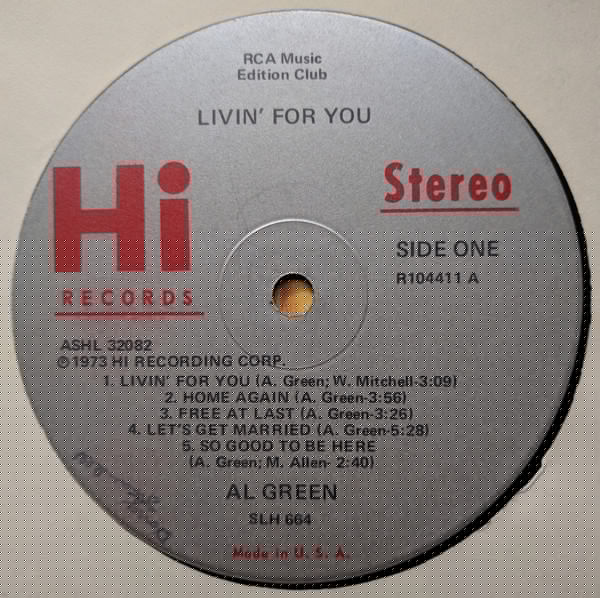 RCA Music
Edition Club
LIVIN' FOR YOU
Hi
RECORDS
Stereo
SIDE ONE
R104411 A
ASHL 32082
©1973 HI RECORDING CORP.
1. LIVIN' FOR YOU (A. Green; W. Mitchell-3:09)
2. HOME AGAIN (A. Green-3:56)
3. FREE AT LAST (A. Green-3:26)
4. LET'S GET MARRIED (A. Green-5:28)
5. SO GOOD TO BE HERE
(A. Green; M. Allen- 2:40)
AL GREEN
SLH 664
Made in U. S. A.